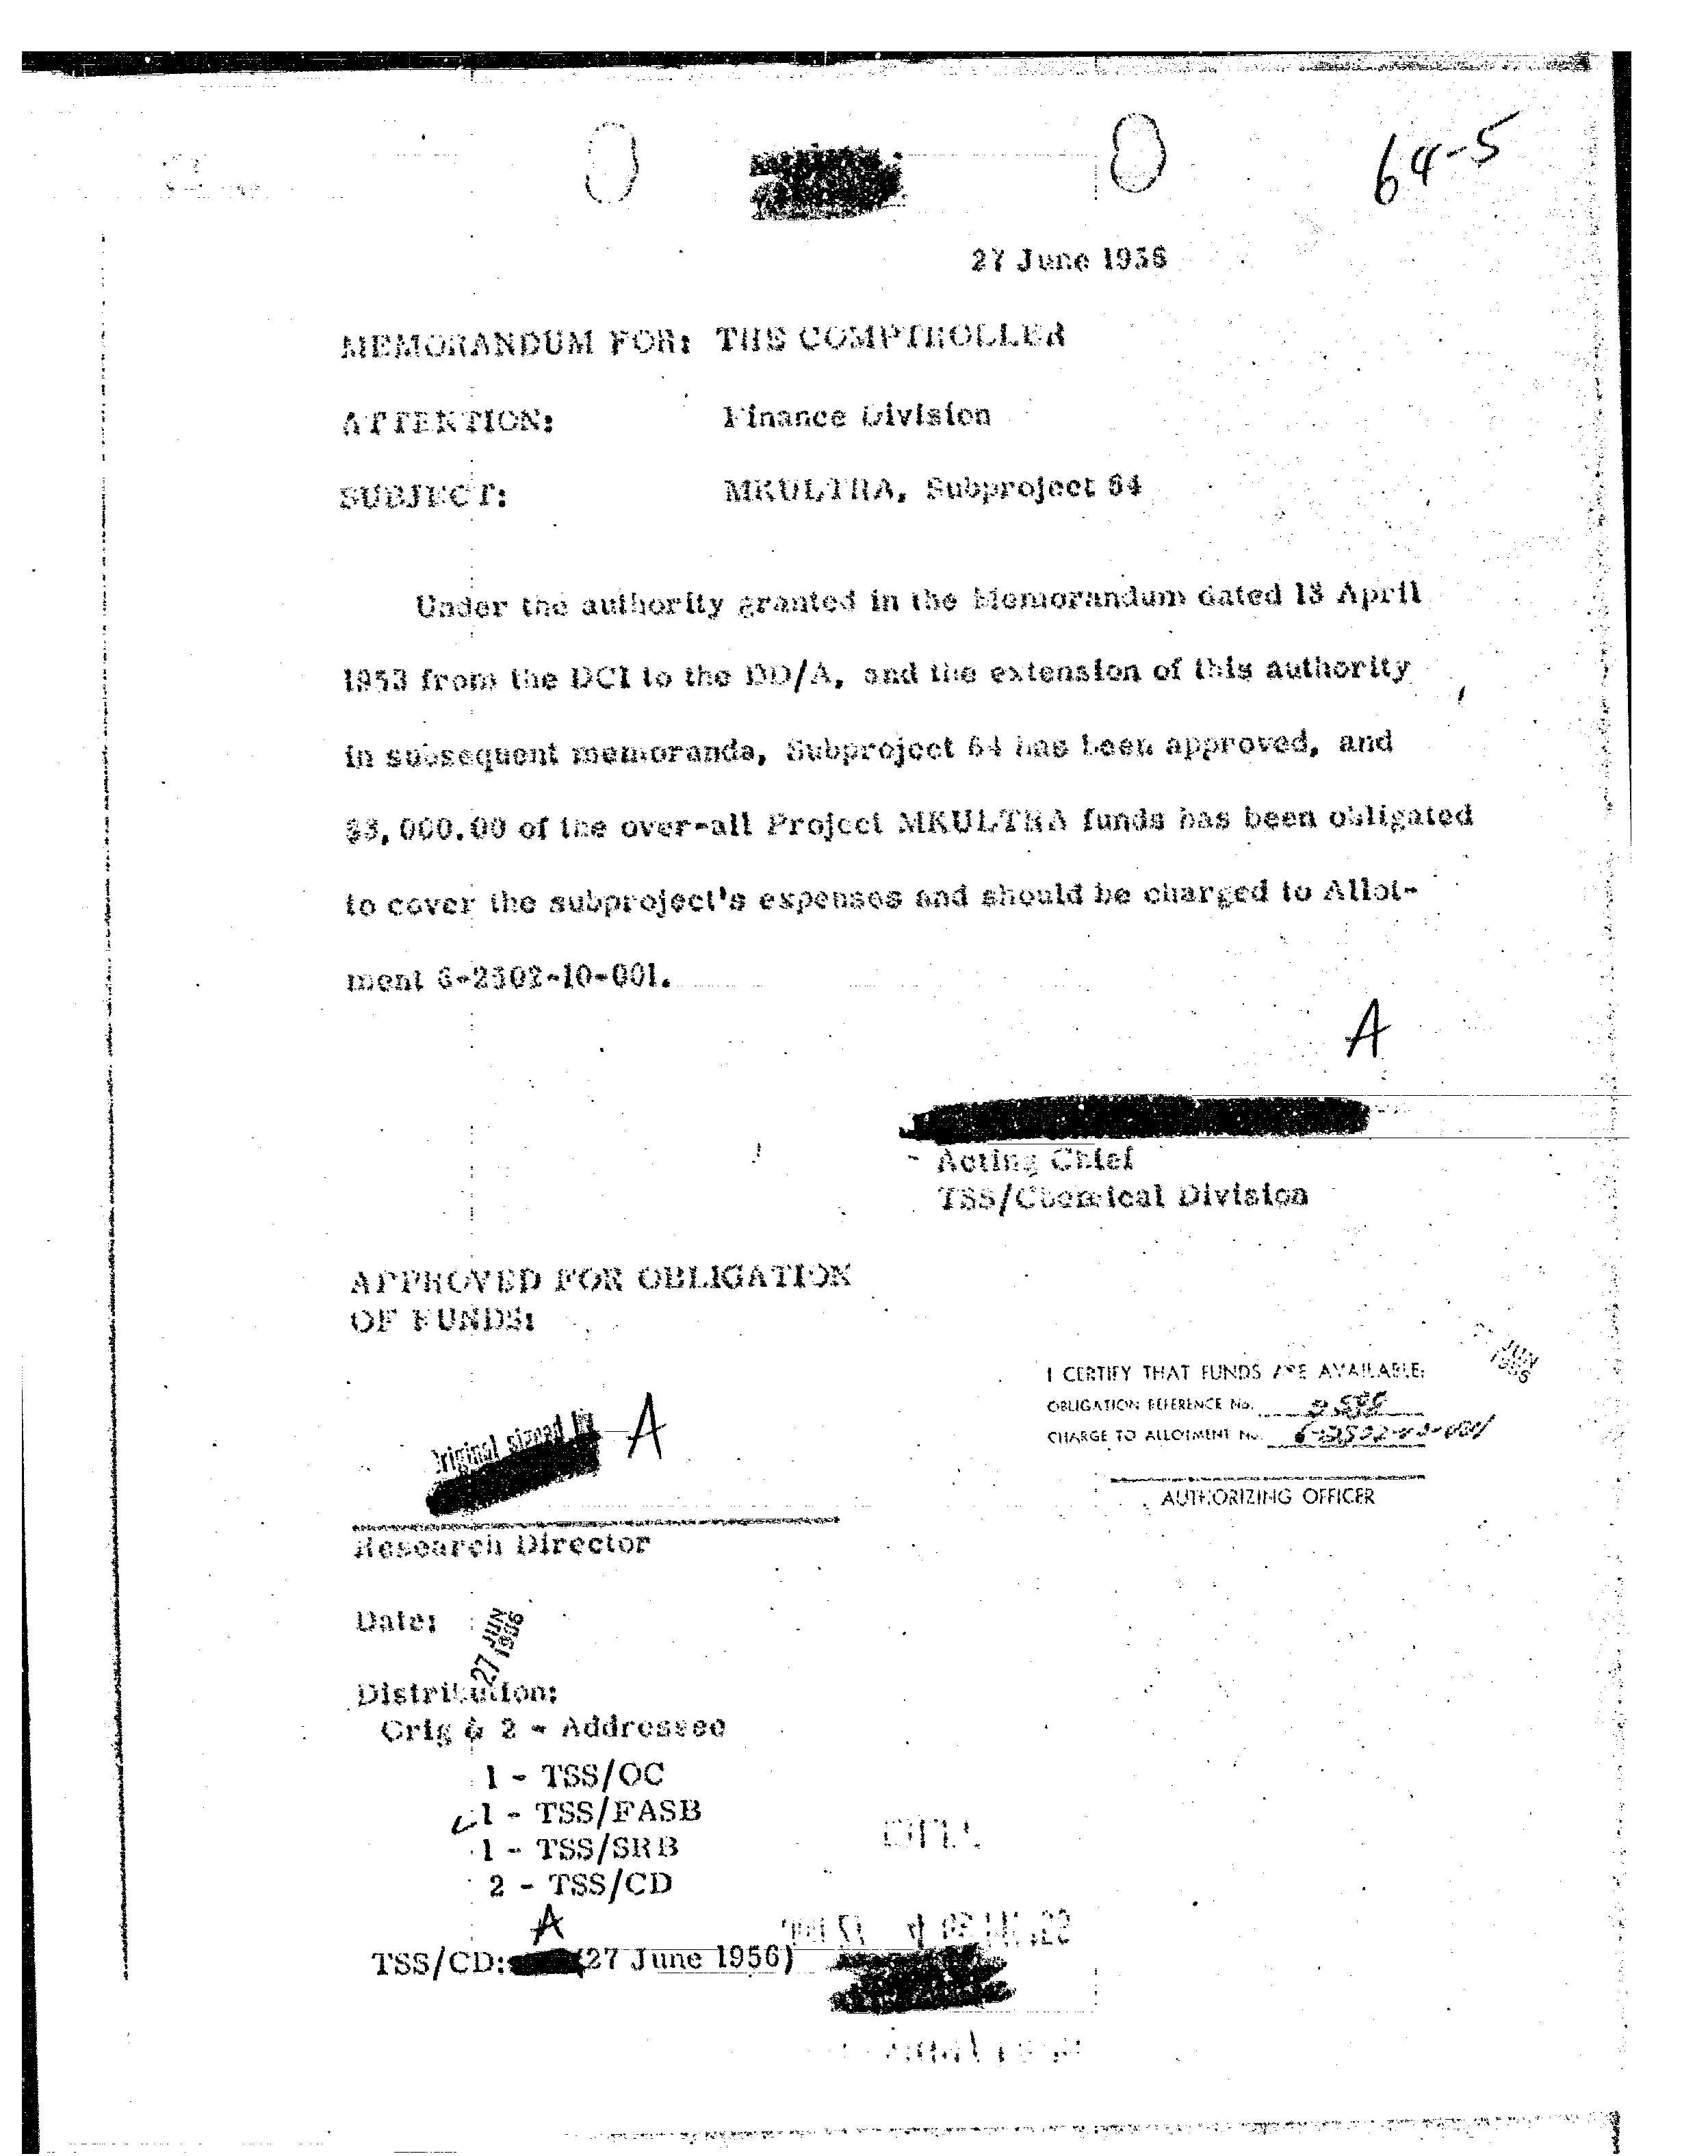 64-5
27 June 1956
MEMORANDUM FOR: THE COMPTROLLER
ATTENTION: Finance Division
SUBJECT: MKULTRA, Subproject 64
Under the authority granted in the Memorandum dated 13 April
1953 from the DCI to the DD/A, and the extension of this authority
in subsequent memoranda, Subproject 64 has been approved, and
$3,000.00 of the over-all Project MKULTRA funds has been obligated
to cover the subproject's expenses and should be charged to Allot-
ment 6-2502-10-001.
A
Acting Chief
TSS/Chemical Division
APPROVED FOR OBLIGATION
OF FUNDS:
JUN
I CERTIFY THAT FUNDS ARE AVAILABLE:
OBLIGATION REFERENCE No.
CHARGE TO ALLOTMENT No. 6-2502-10-001
AUTHORIZING OFFICER
Original signed by A
Research Director
Date: 27 JUN 1956
Distribution:
Orig & 2 - Addressee
1 - TSS/OC
1 - TSS/FASB
1 - TSS/SRB
2 - TSS/CD
A
TSS/CD: (27 June 1956)